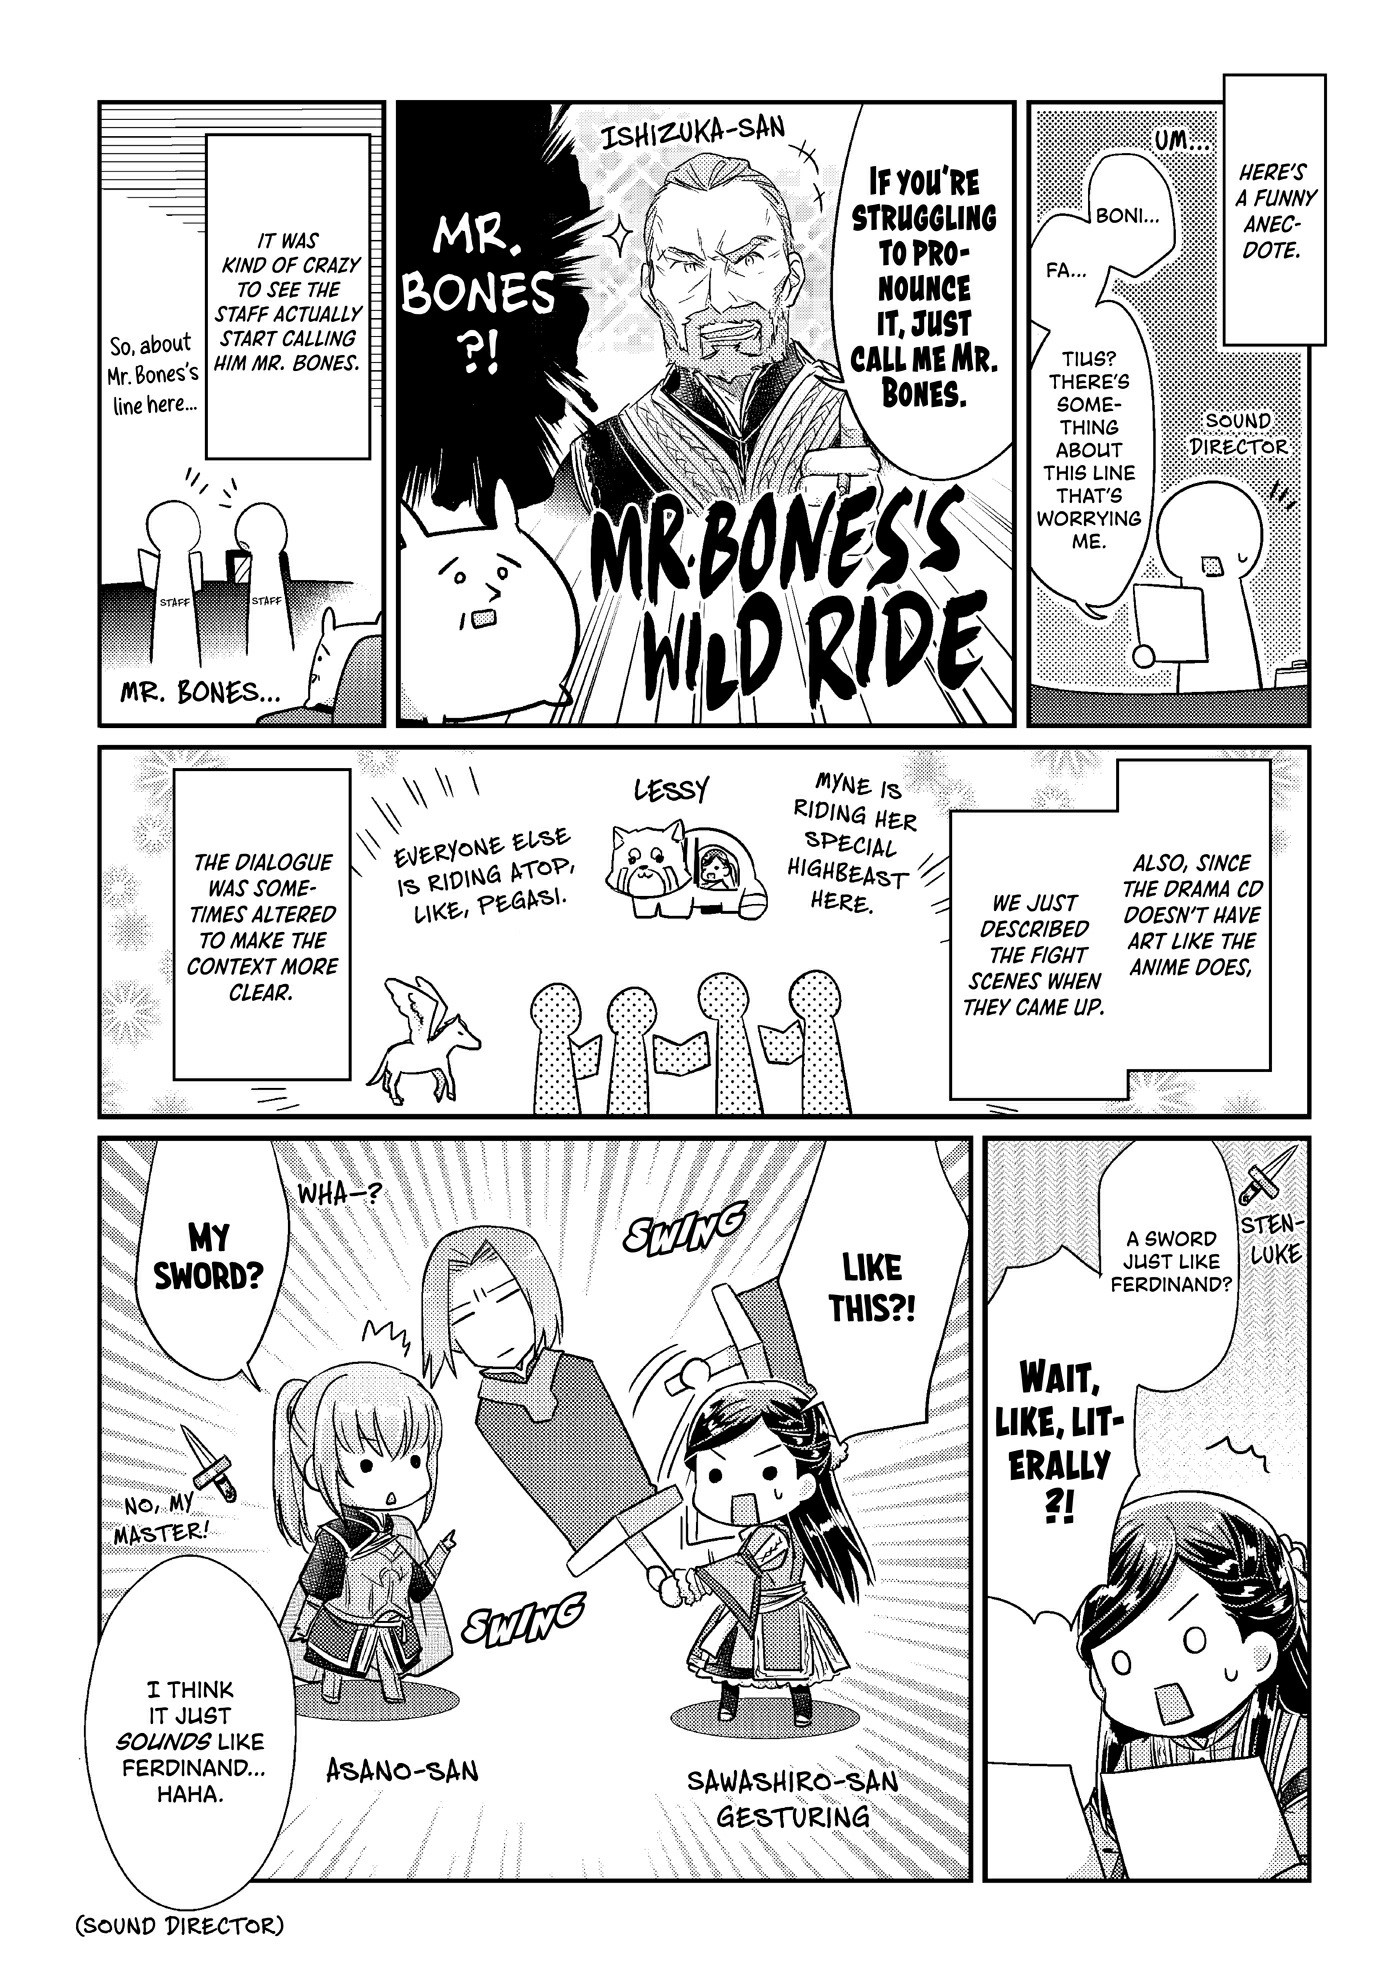 HERE'S
A FUNNY
ANEC-
DOTE.
UM...
BONI...
FA...
TIUS?
THERE'S
SOME-
THING
ABOUT
THIS LINE
THAT'S
WORRYING
ME.
SOUND
DIRECTOR
ISHIZUKA-SAN
IF YOU'RE
STRUGGLING
TO PRO-
NOUNCE
IT, JUST
CALL ME MR.
BONES.
MR.
BONES
?!
MR. BONES'S
WILD RIDE
IT WAS
KIND OF CRAZY
TO SEE THE
STAFF ACTUALLY
START CALLING
HIM MR. BONES.
So, about
Mr. Bones's
line here...
STAFF
STAFF
MR. BONES...
ALSO, SINCE
THE DRAMA CD
DOESN'T HAVE
ART LIKE THE
ANIME DOES,
WE JUST
DESCRIBED
THE FIGHT
SCENES WHEN
THEY CAME UP.
MYNE IS
RIDING HER
SPECIAL
HIGHBEAST
HERE.
LESSY
EVERYONE ELSE
IS RIDING ATOP,
LIKE, PEGASI.
THE DIALOGUE
WAS SOME-
TIMES ALTERED
TO MAKE THE
CONTEXT MORE
CLEAR.
STEN-
LUKE
A SWORD
JUST LIKE
FERDINAND?
WAIT,
LIKE, LIT-
ERALLY
?!
LIKE
THIS?!
SWING
SWING
WHA—?
MY
SWORD?
NO, MY
MASTER!
I THINK
IT JUST
SOUNDS LIKE
FERDINAND...
HAHA.
ASANO-SAN
SAWASHIRO-SAN
GESTURING
(SOUND DIRECTOR)